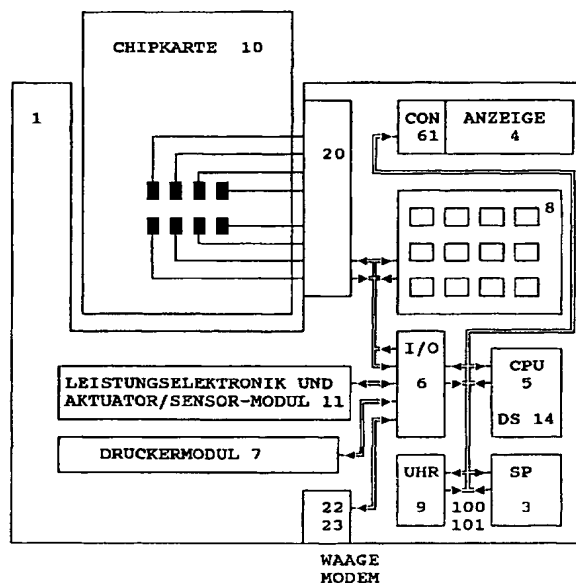 CHIPKARTE 10
1
20
CON 61
ANZEIGE 4
8
I/O 6
CPU 5
DS 14
LEISTUNGSELEKTRONIK UND
AKTUATOR/SENSOR-MODUL 11
DRUCKERMODUL 7
UHR 9
100
101
SP 3
22
23
WAAGE
MODEM